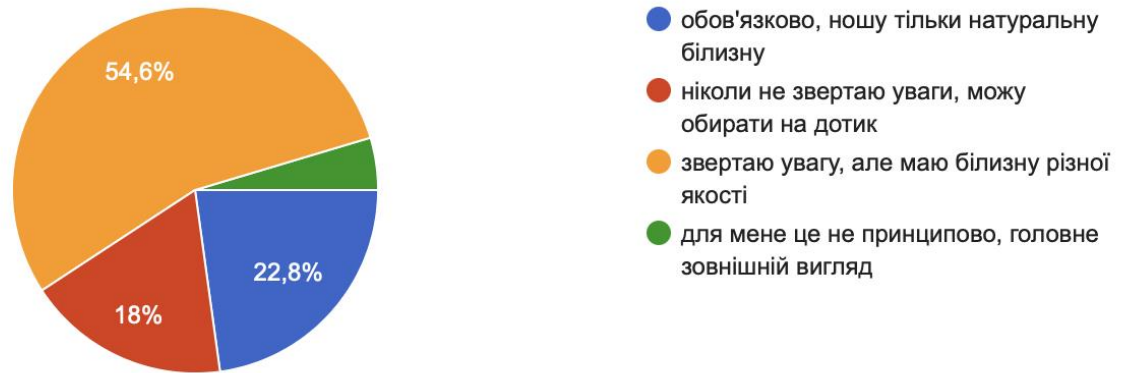 54,6%
22,8%
18%
обов'язково, ношу тільки натуральну
білизну
ніколи не звертаю уваги, можу
обирати на дотик
звертаю увагу, але маю білизну різної
якості
для мене це не принципово, головне
зовнішній вигляд